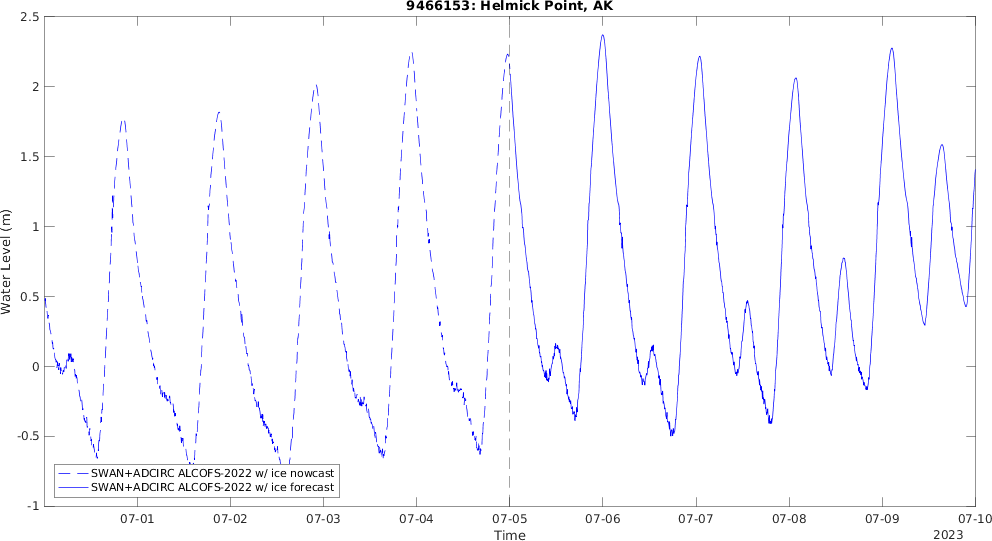 9466153: Helmick Point, AK
2.5
2
1.5
1
0.5
0
-0.5
-1
Water Level (m)
SWAN+ADCIRC ALCOFS-2022 w/ ice nowcast
SWAN+ADCIRC ALCOFS-2022 w/ ice forecast
07-01 07-02 07-03 07-04 07-05 07-06 07-07 07-08 07-09 07-10
Time
2023